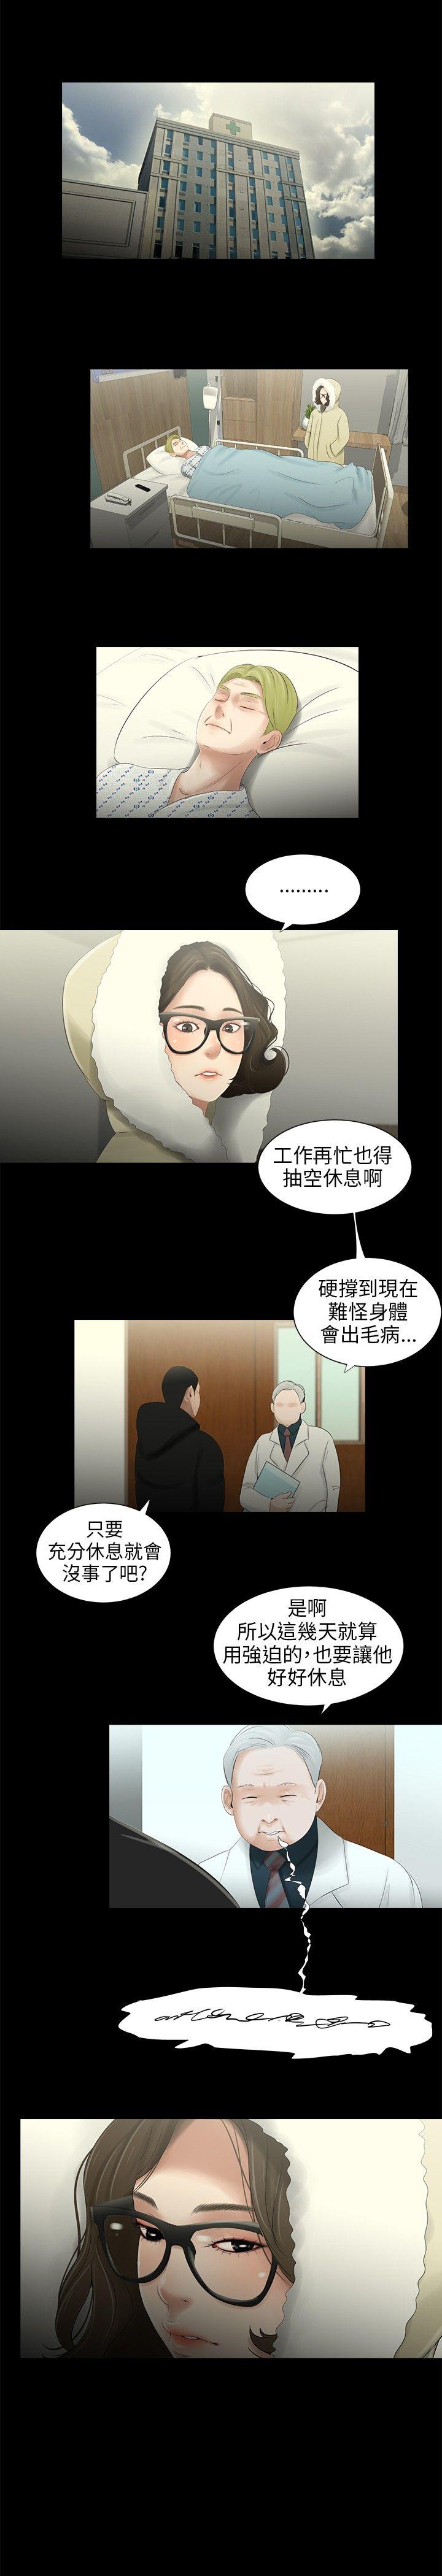 ………
工作再忙也得
抽空休息啊
硬撐到現在
難怪身體
會出毛病...
只要
充分休息就會
沒事了吧?
是啊
所以這幾天就算
用強迫的，也要讓他
好好休息